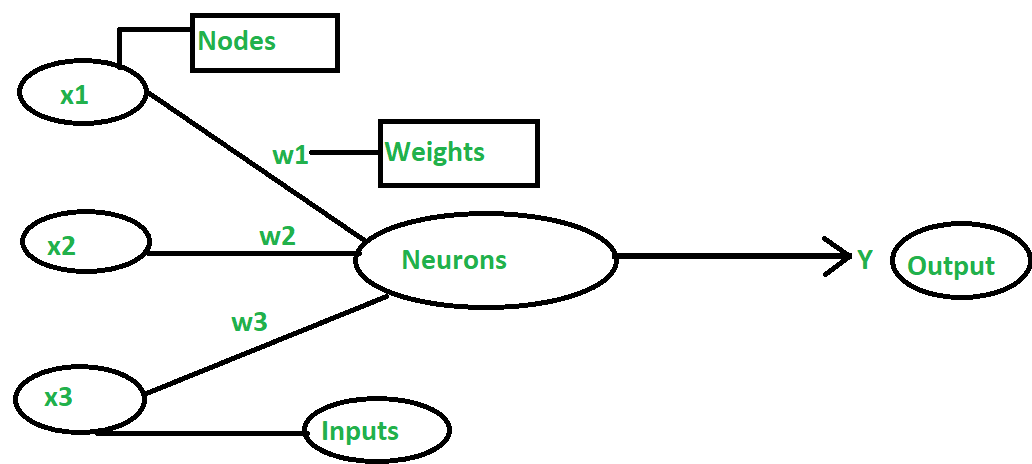 Nodes
x1
w1
Weights
x2
w2
Neurons
Y
Output
w3
x3
Inputs